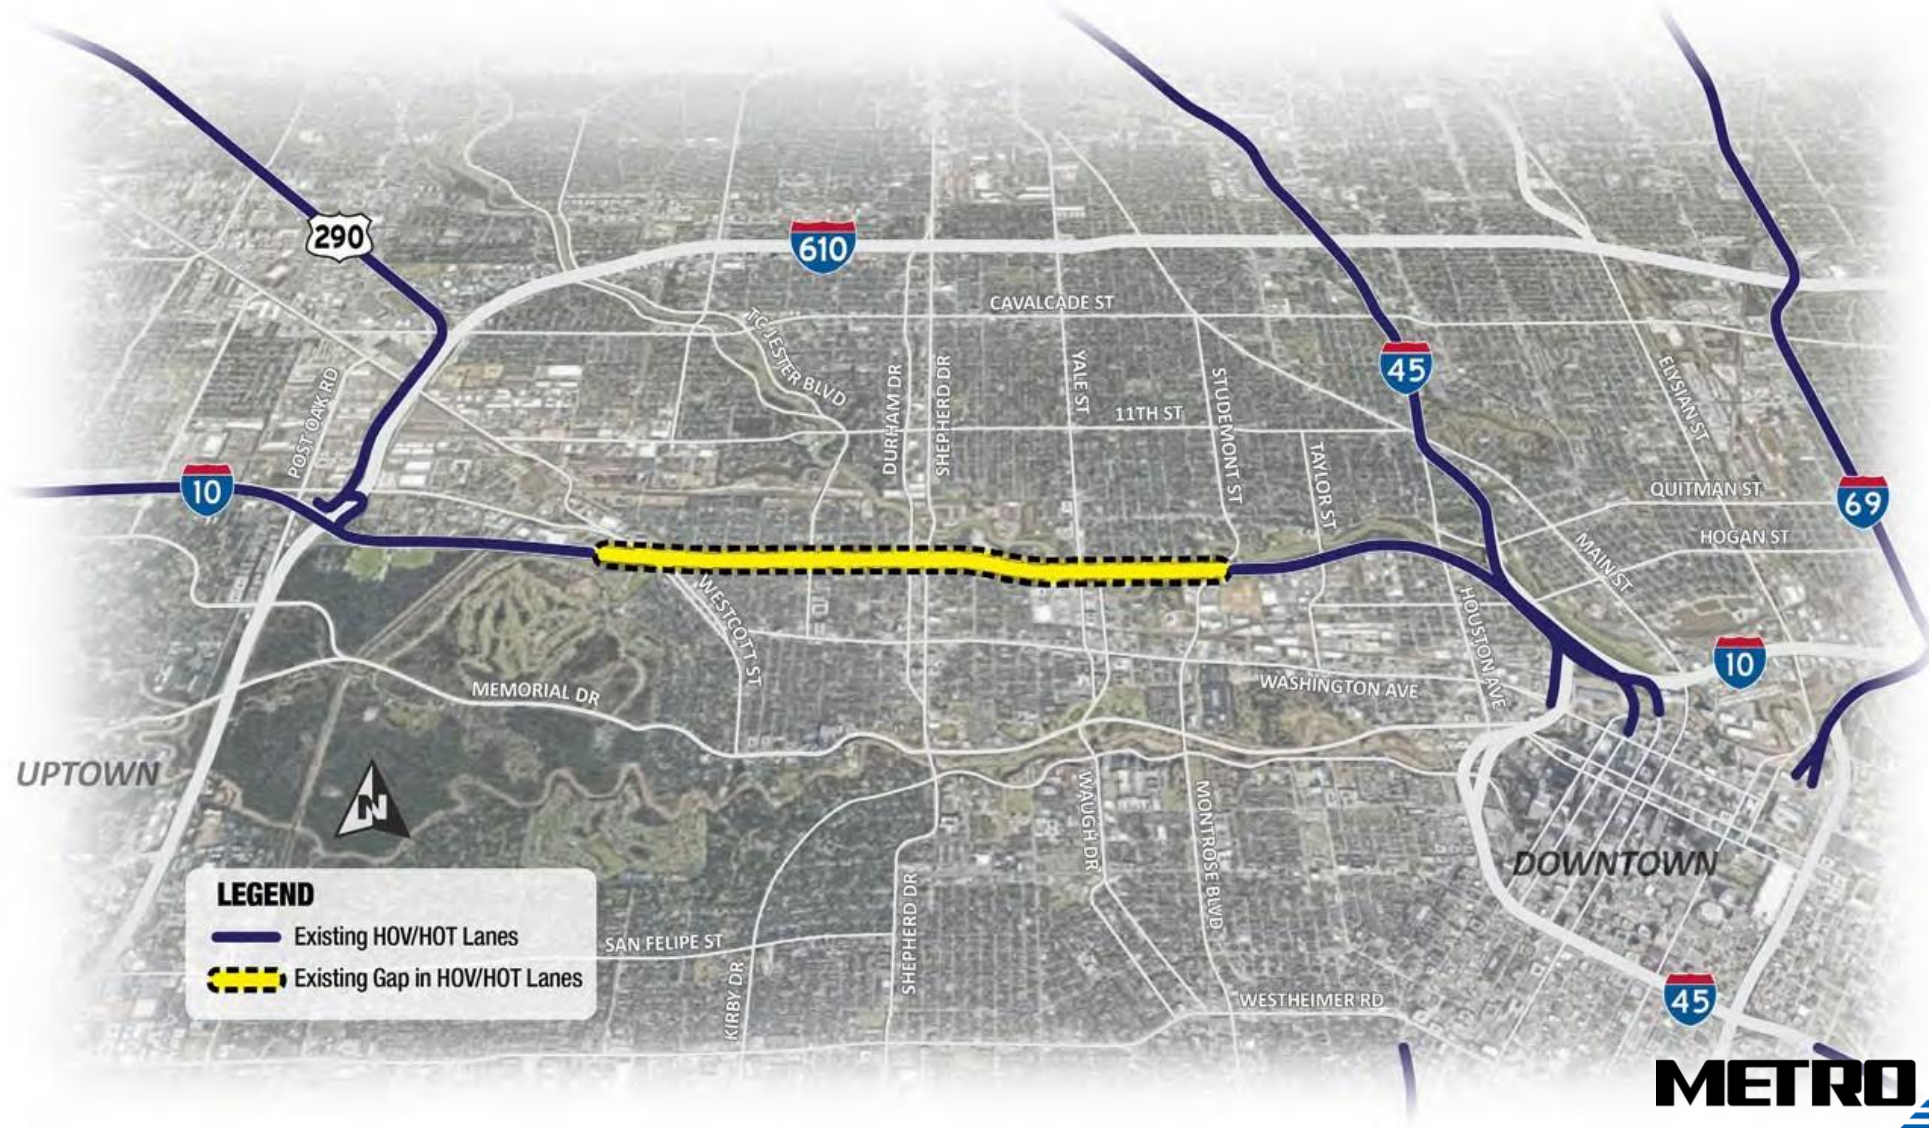 290
610
CAVALCADE ST
TC JESTER BLVD
45
POST OAK RD
DURHAM DR
SHEPHERD DR
YALE ST
STUDEMONT ST
ELYSIAN ST
11TH ST
TAYLOR ST
10
QUITMAN ST
69
HOGAN ST
MAIN ST
WESTCOTT ST
HOUSTON AVE
10
MEMORIAL DR
WASHINGTON AVE
UPTOWN
N
WAUGH DR
MONTROSE BLVD
DOWNTOWN
LEGEND
Existing HOV/HOT Lanes
Existing Gap in HOV/HOT Lanes
SAN FELIPE ST
KIRBY DR
SHEPHERD DR
WESTHEIMER RD
45
METRO